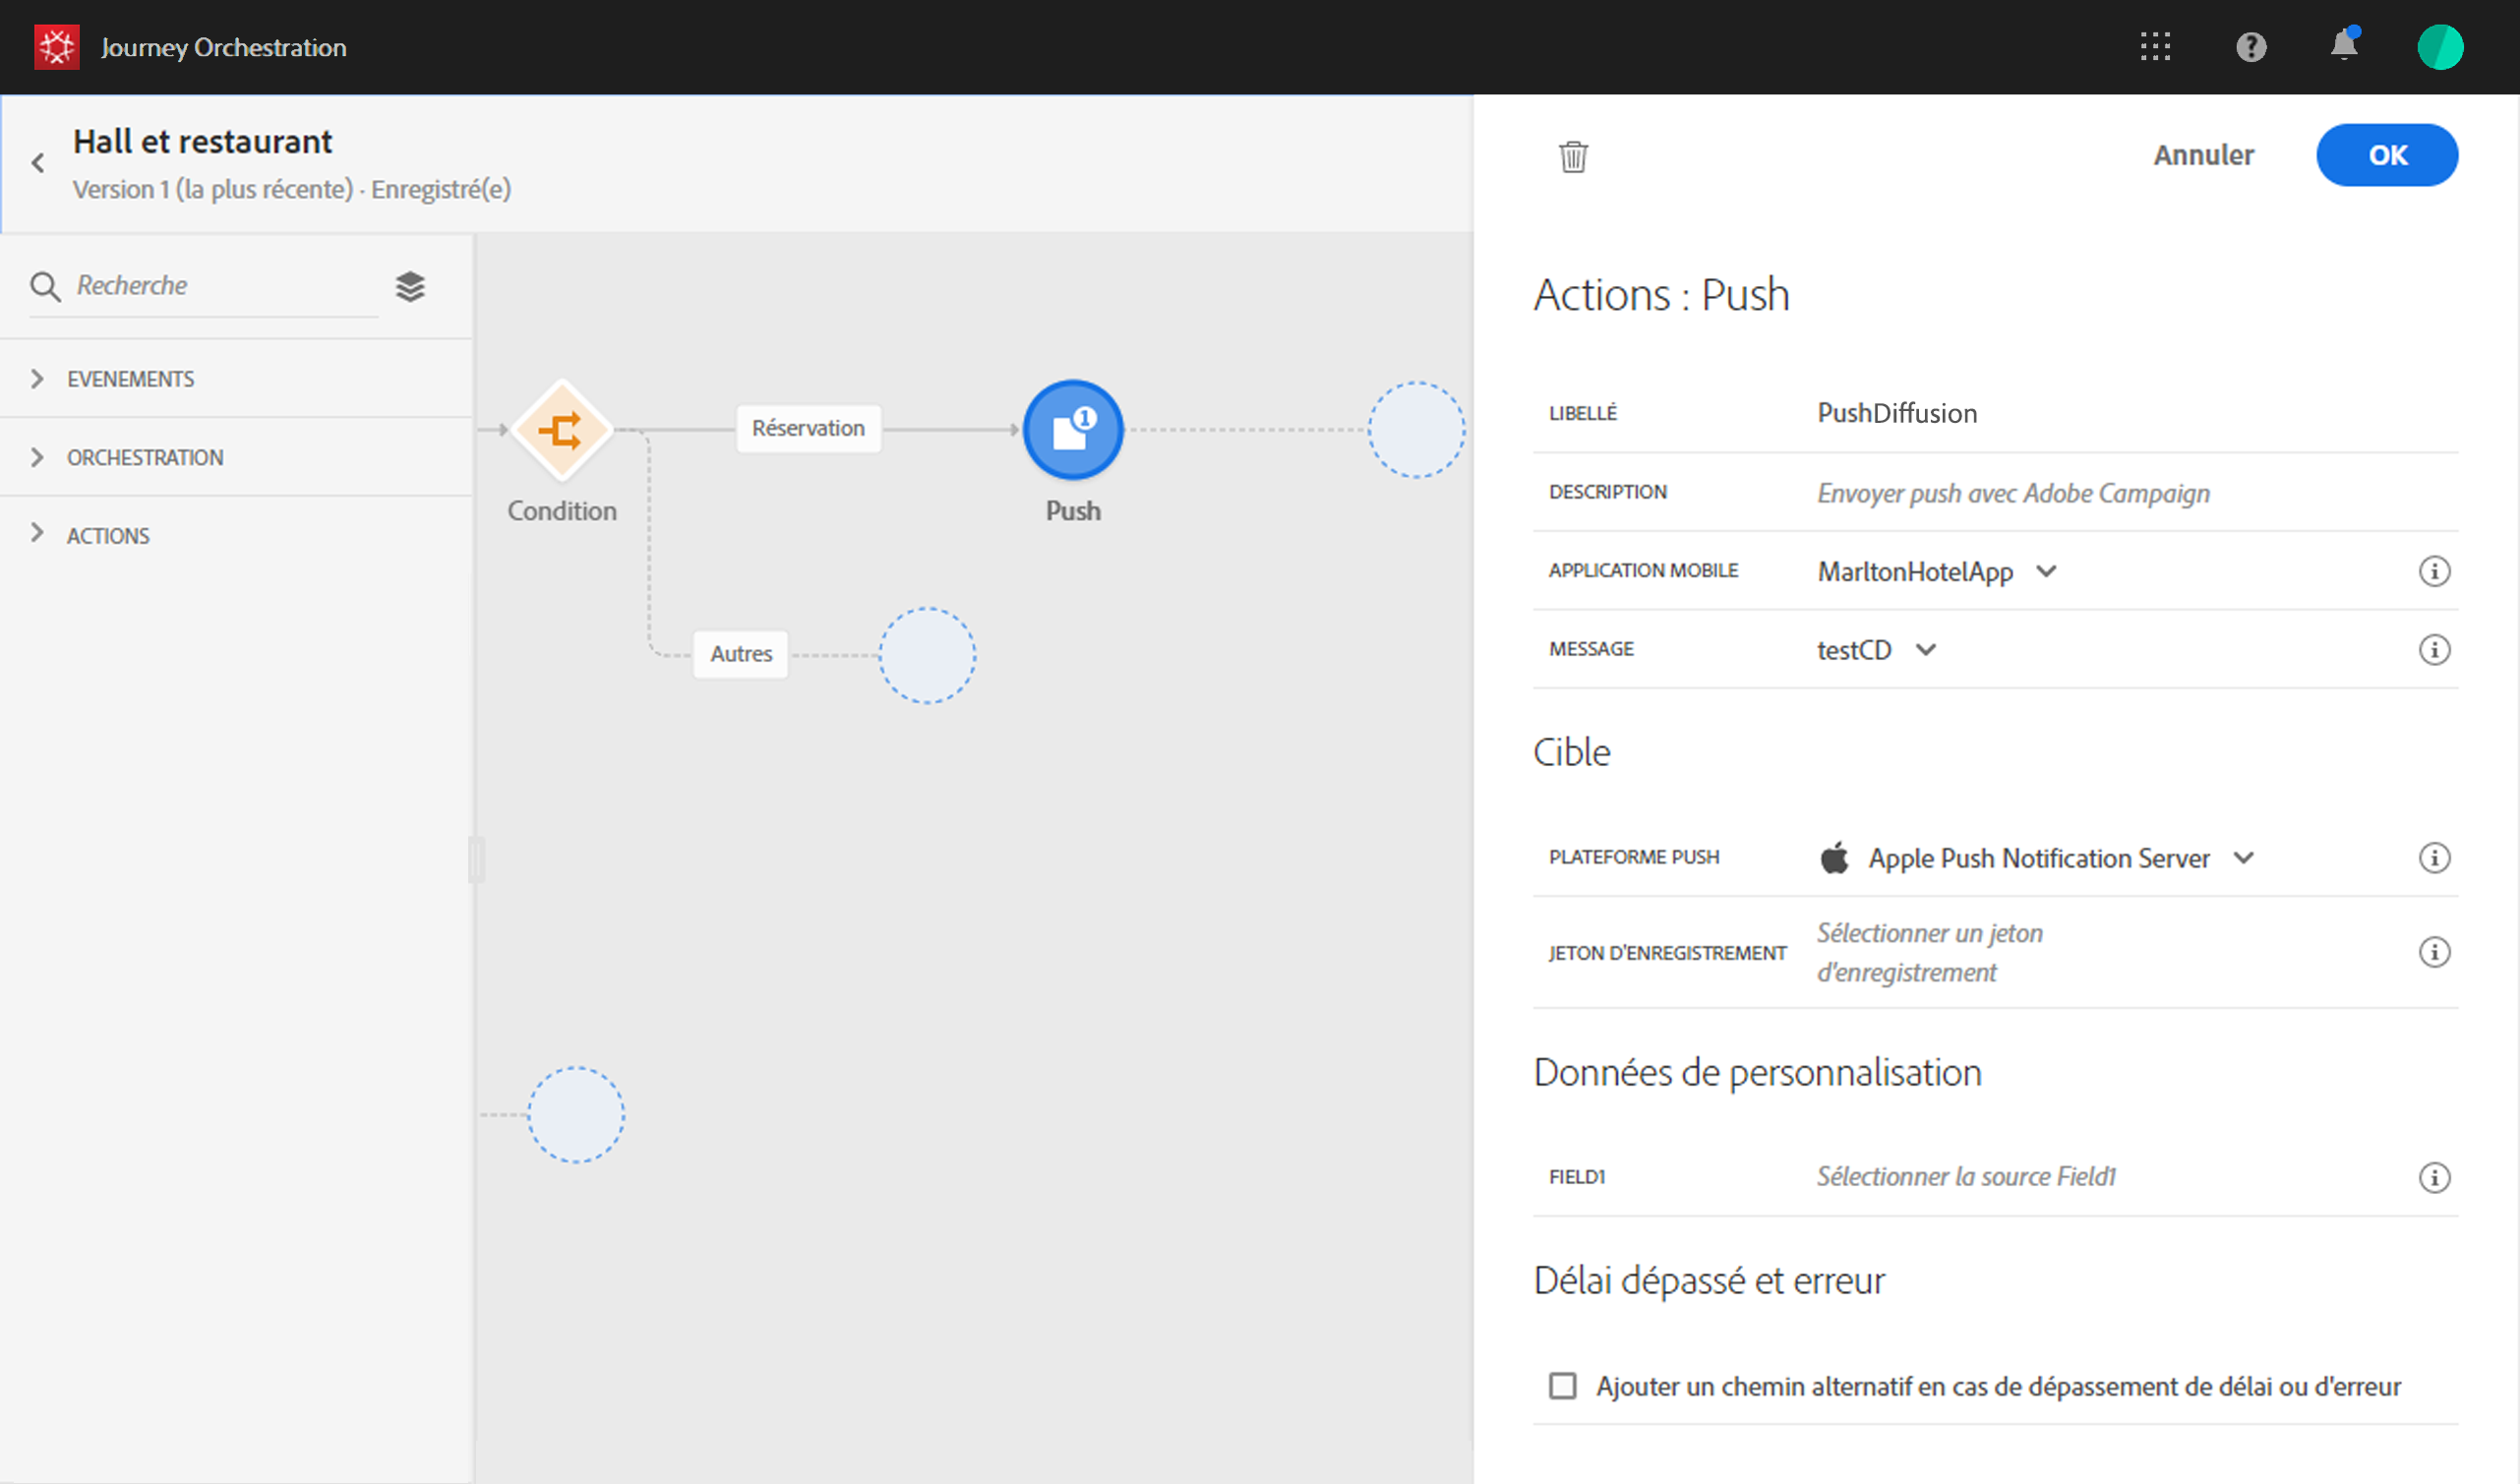 Journey Orchestration
Hall et restaurant
Version 1 (la plus récente) · Enregistré(e)
Recherche
EVENEMENTS
ORCHESTRATION
ACTIONS
Réservation
1
Condition
Push
Autres
Annuler
OK
Actions : Push
LIBELLÉ
PushDiffusion
DESCRIPTION
Envoyer push avec Adobe Campaign
APPLICATION MOBILE
MarltonHotelApp
MESSAGE
testCD
Cible
PLATEFORME PUSH
Apple Push Notification Server
JETON D'ENREGISTREMENT
Sélectionner un jeton
d'enregistrement
Données de personnalisation
FIELD1
Sélectionner la source Field1
Délai dépassé et erreur
Ajouter un chemin alternatif en cas de dépassement de délai ou d'erreur